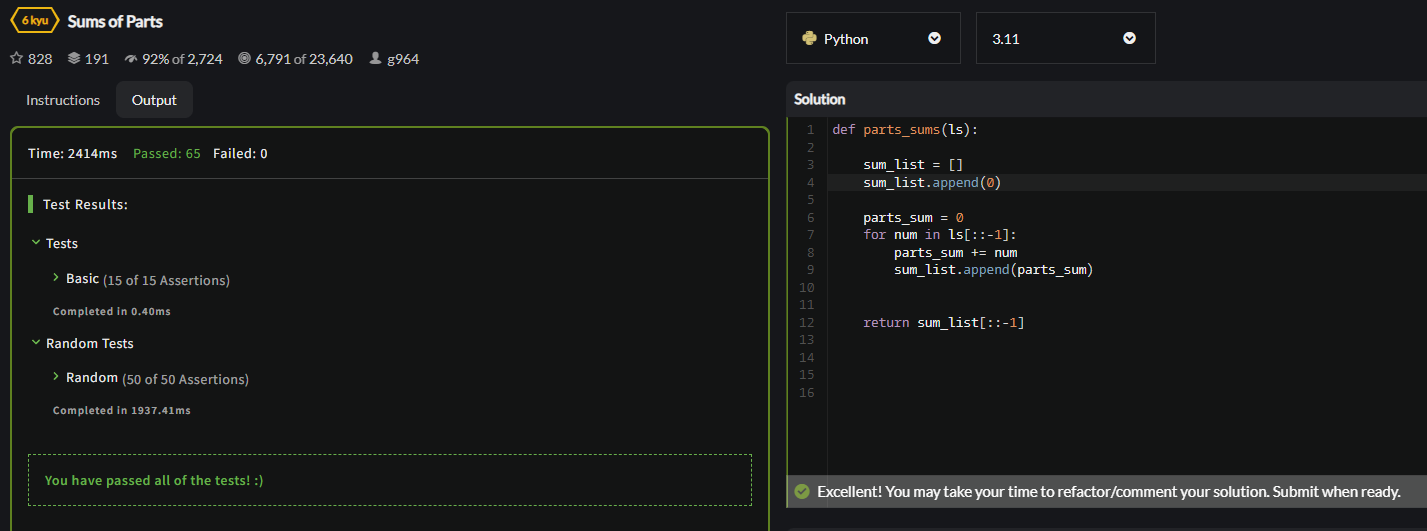 6 kyu Sums of Parts
828 191 92% of 2,724 6,791 of 23,640 g964
Instructions Output
Time: 2414ms Passed: 65 Failed: 0
Test Results:
Tests
Basic (15 of 15 Assertions)
Completed in 0.40ms
Random Tests
Random (50 of 50 Assertions)
Completed in 1937.41ms
You have passed all of the tests! :)
Python 3.11
Solution
1 def parts_sums(ls):
2
3     sum_list = []
4     sum_list.append(0)
5
6     parts_sum = 0
7     for num in ls[::-1]:
8         parts_sum += num
9         sum_list.append(parts_sum)
10
11
12     return sum_list[::-1]
13
14
15
16
Excellent! You may take your time to refactor/comment your solution. Submit when ready.